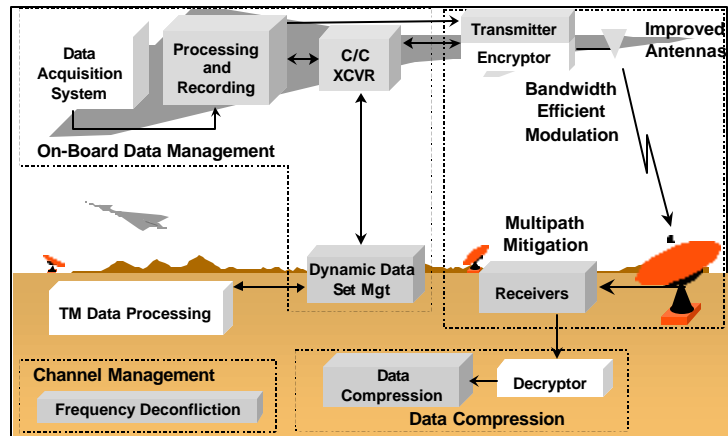 Data
Acquisition
System
Processing
and
Recording
C/C
XCVR
Transmitter
Encryptor
Improved
Antennas
Bandwidth
Efficient
Modulation
On-Board Data Management
Multipath
Mitigation
Dynamic Data
Set Mgt
Receivers
TM Data Processing
Channel Management
Frequency Deconfliction
Data
Compression
Decryptor
Data Compression